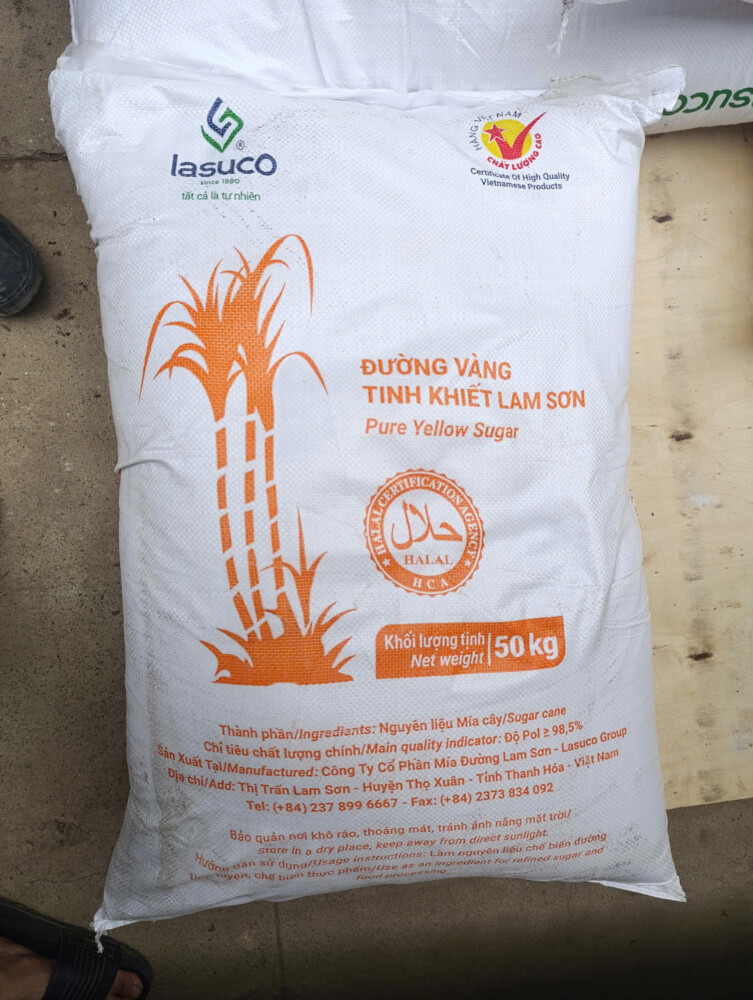 suco
lasuco
®
since 1980
tất cả là tự nhiên
HÀNG VIỆT NAM
CHẤT LƯỢNG CAO
Certificate Of High Quality
Vietnamese Products
ĐƯỜNG VÀNG
TINH KHIẾT LAM SƠN
Pure Yellow Sugar
HALAL CERTIFICATION AGENCY
حلال
HALAL
HCA
Khối lượng tịnh
Net weight
50 kg
Thành phần/Ingredients: Nguyên liệu Mía cây/Sugar cane
Chỉ tiêu chất lượng chính/Main quality indicator: Độ Pol ≥ 98,5%
Sản Xuất Tại/Manufactured: Công Ty Cổ Phần Mía Đường Lam Sơn - Lasuco Group
Địa chỉ/Add: Thị Trấn Lam Sơn - Huyện Thọ Xuân - Tỉnh Thanh Hóa - Việt Nam
Tel: (+84) 237 899 6667 - Fax: (+84) 2373 834 092
Bảo quản nơi khô ráo, thoáng mát, tránh ánh nắng mặt trời/
store in a dry place, keep away from direct sunlight.
Hướng dẫn sử dụng/Usage instructions: Làm nguyên liệu chế biến đường
luyện, chế biến thực phẩm/Use as an ingredient for refined sugar and
food processing.